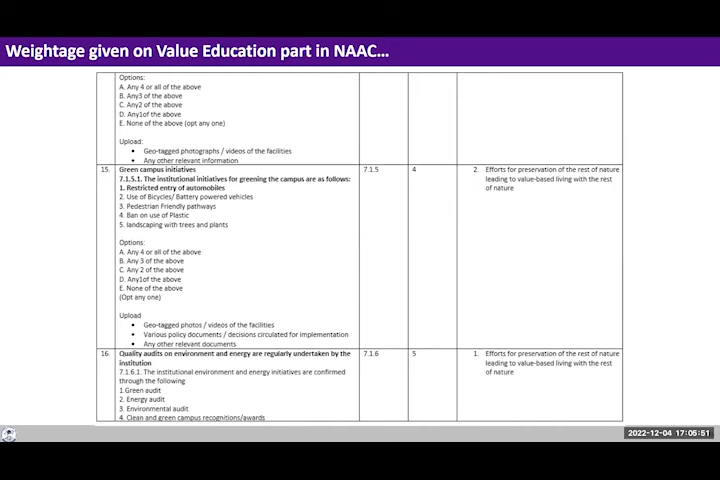 Weightage given on Value Education part in NAAC...
Options:
A. Any 4 or all of the above
B. Any3 of the above
C. Any2 of the above
D. Any1of the above
E. None of the above (opt any one)
Upload:
• Geo-tagged photographs / videos of the facilities
• Any other relevant information
15. Green campus initiatives 7.1.5 4 2. Efforts for preservation of the rest of nature
7.1.5.1. The institutional initiatives for greening the campus are as follows: leading to value-based living with the rest
1. Restricted entry of automobiles of nature
2. Use of Bicycles/ Battery powered vehicles
3. Pedestrian Friendly pathways
4. Ban on use of Plastic
5. landscaping with trees and plants
Options:
A. Any 4 or all of the above
B. Any 3 of the above
C. Any 2 of the above
D. Any1of the above
E. None of the above
(Opt any one)
Upload
• Geo-tagged photos / videos of the facilities
• Various policy documents / decisions circulated for implementation
• Any other relevant documents
16. Quality audits on environment and energy are regularly undertaken by the 7.1.6 5 1. Efforts for preservation of the rest of nature
institution leading to value-based living with the rest
7.1.6.1. The institutional environment and energy initiatives are confirmed of nature
through the following
1.Green audit
2. Energy audit
3. Environmental audit
4. Clean and green campus recognitions/awards
2022-12-04 17:05:51